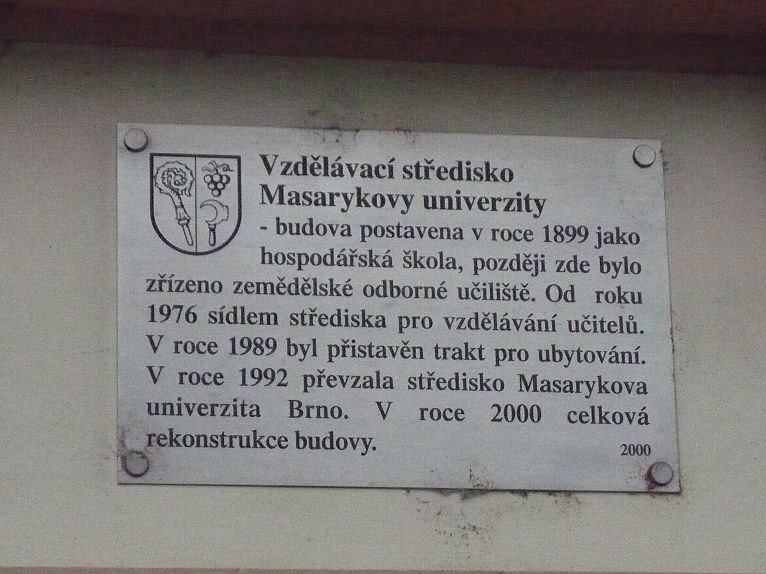 Vzdělávací středisko
Masarykovy univerzity
- budova postavena v roce 1899 jako
hospodářská škola, později zde bylo
zřízeno zemědělské odborné učiliště. Od roku
1976 sídlem střediska pro vzdělávání učitelů.
V roce 1989 byl přistavěn trakt pro ubytování.
V roce 1992 převzala středisko Masarykova
univerzita Brno. V roce 2000 celková
rekonstrukce budovy.
2000